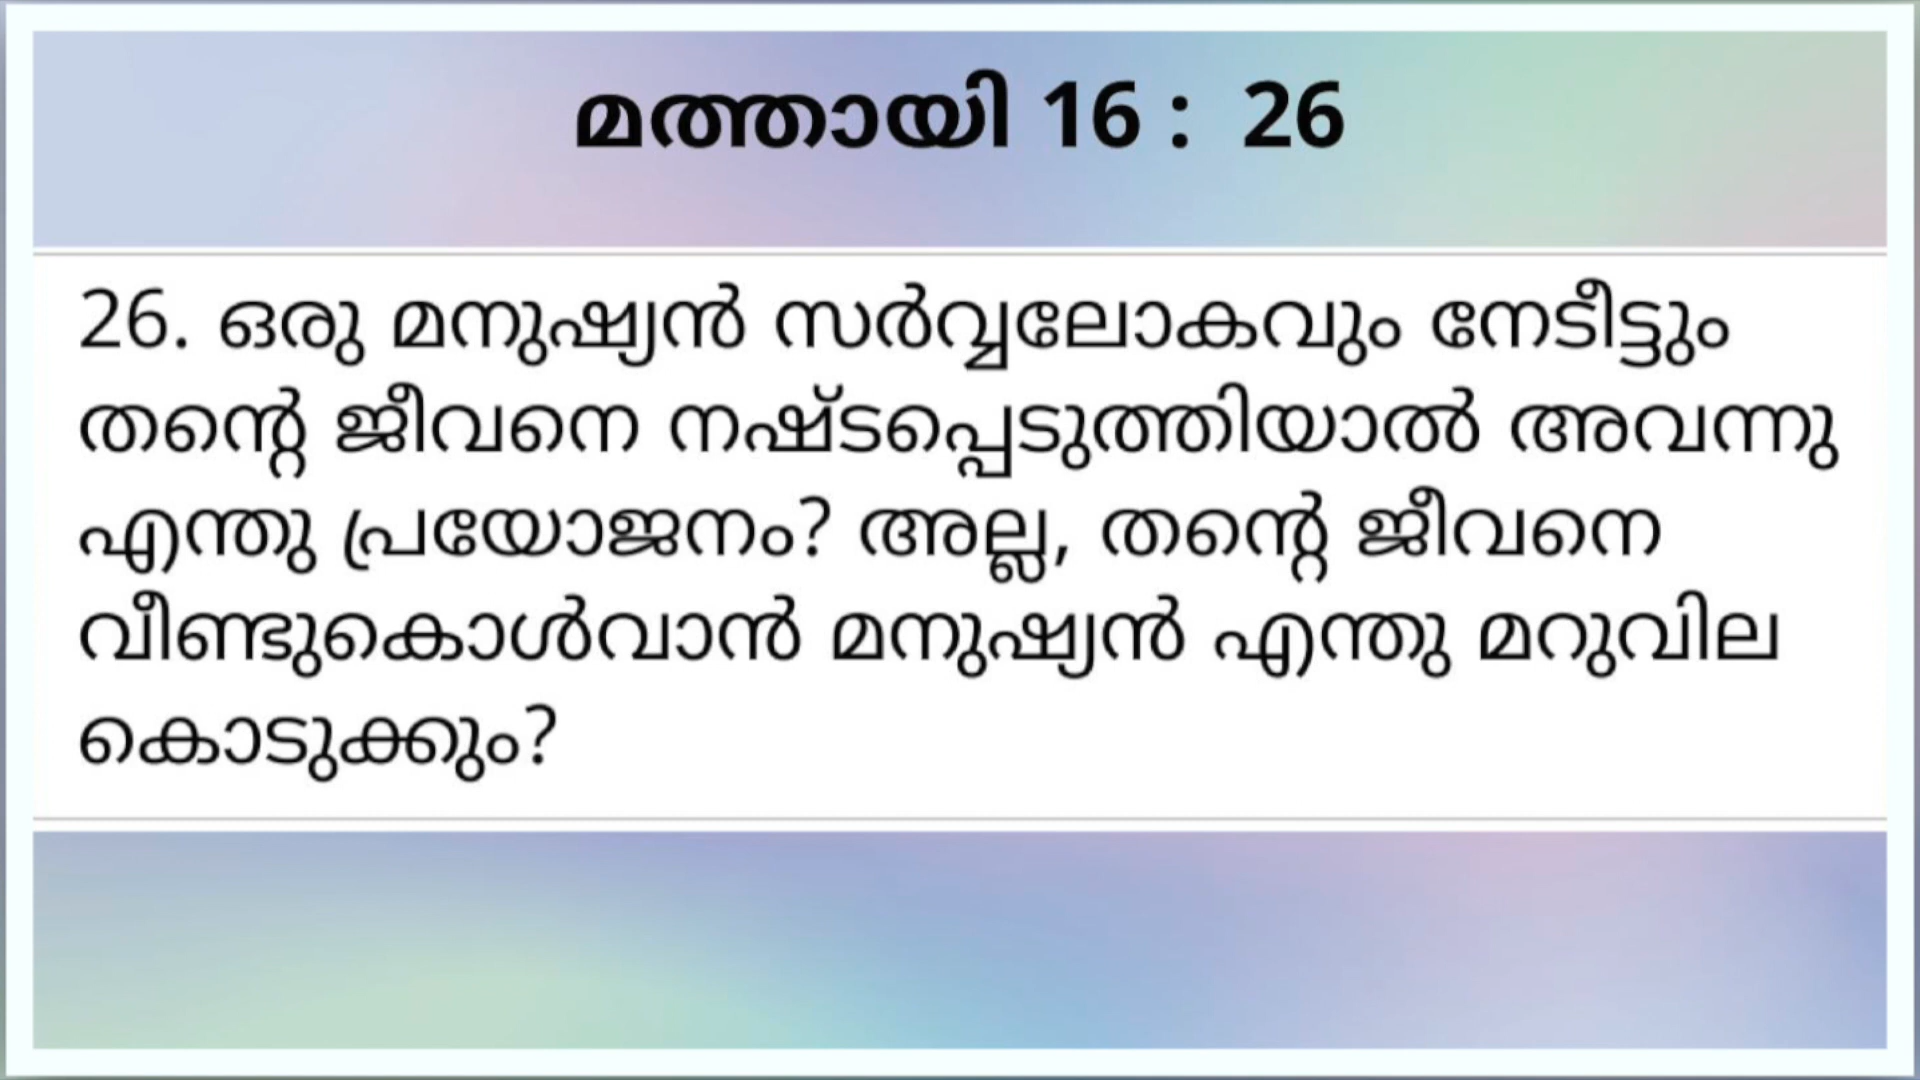 മത്തായി 16 :  26
26. ഒരു മനുഷ്യൻ സർവ്വലോകവും നേടീട്ടും
തന്റെ ജീവനെ നഷ്ടപ്പെടുത്തിയാൽ അവന്നു
എന്തു പ്രയോജനം? അല്ല, തന്റെ ജീവനെ
വീണ്ടുകൊൾവാൻ മനുഷ്യൻ എന്തു മറുവില
കൊടുക്കും?